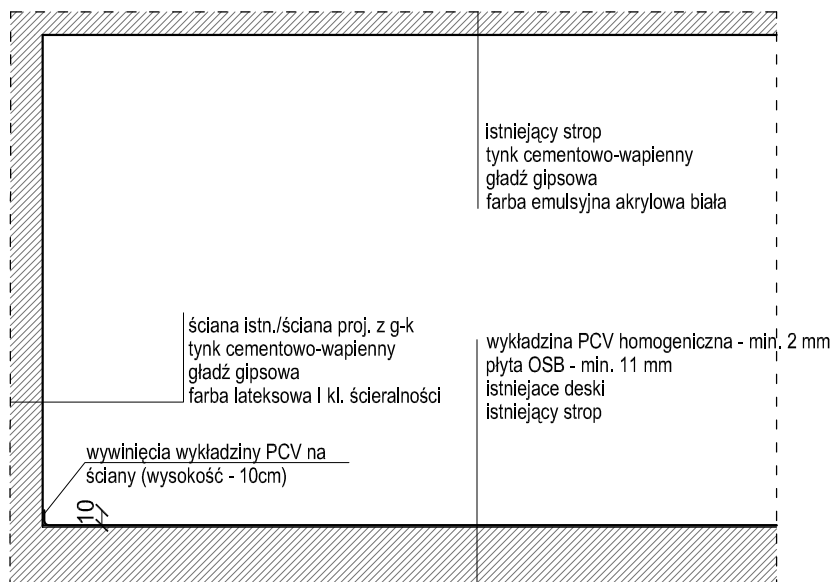 istniejący strop
tynk cementowo-wapienny
gładź gipsowa
farba emulsyjna akrylowa biała
ściana istn./ściana proj. z g-k
tynk cementowo-wapienny
gładź gipsowa
farba lateksowa I kl. ścieralności
wykładzina PCV homogeniczna - min. 2 mm
płyta OSB - min. 11 mm
istniejace deski
istniejący strop
wywinięcia wykładziny PCV na
ściany (wysokość - 10cm)
10